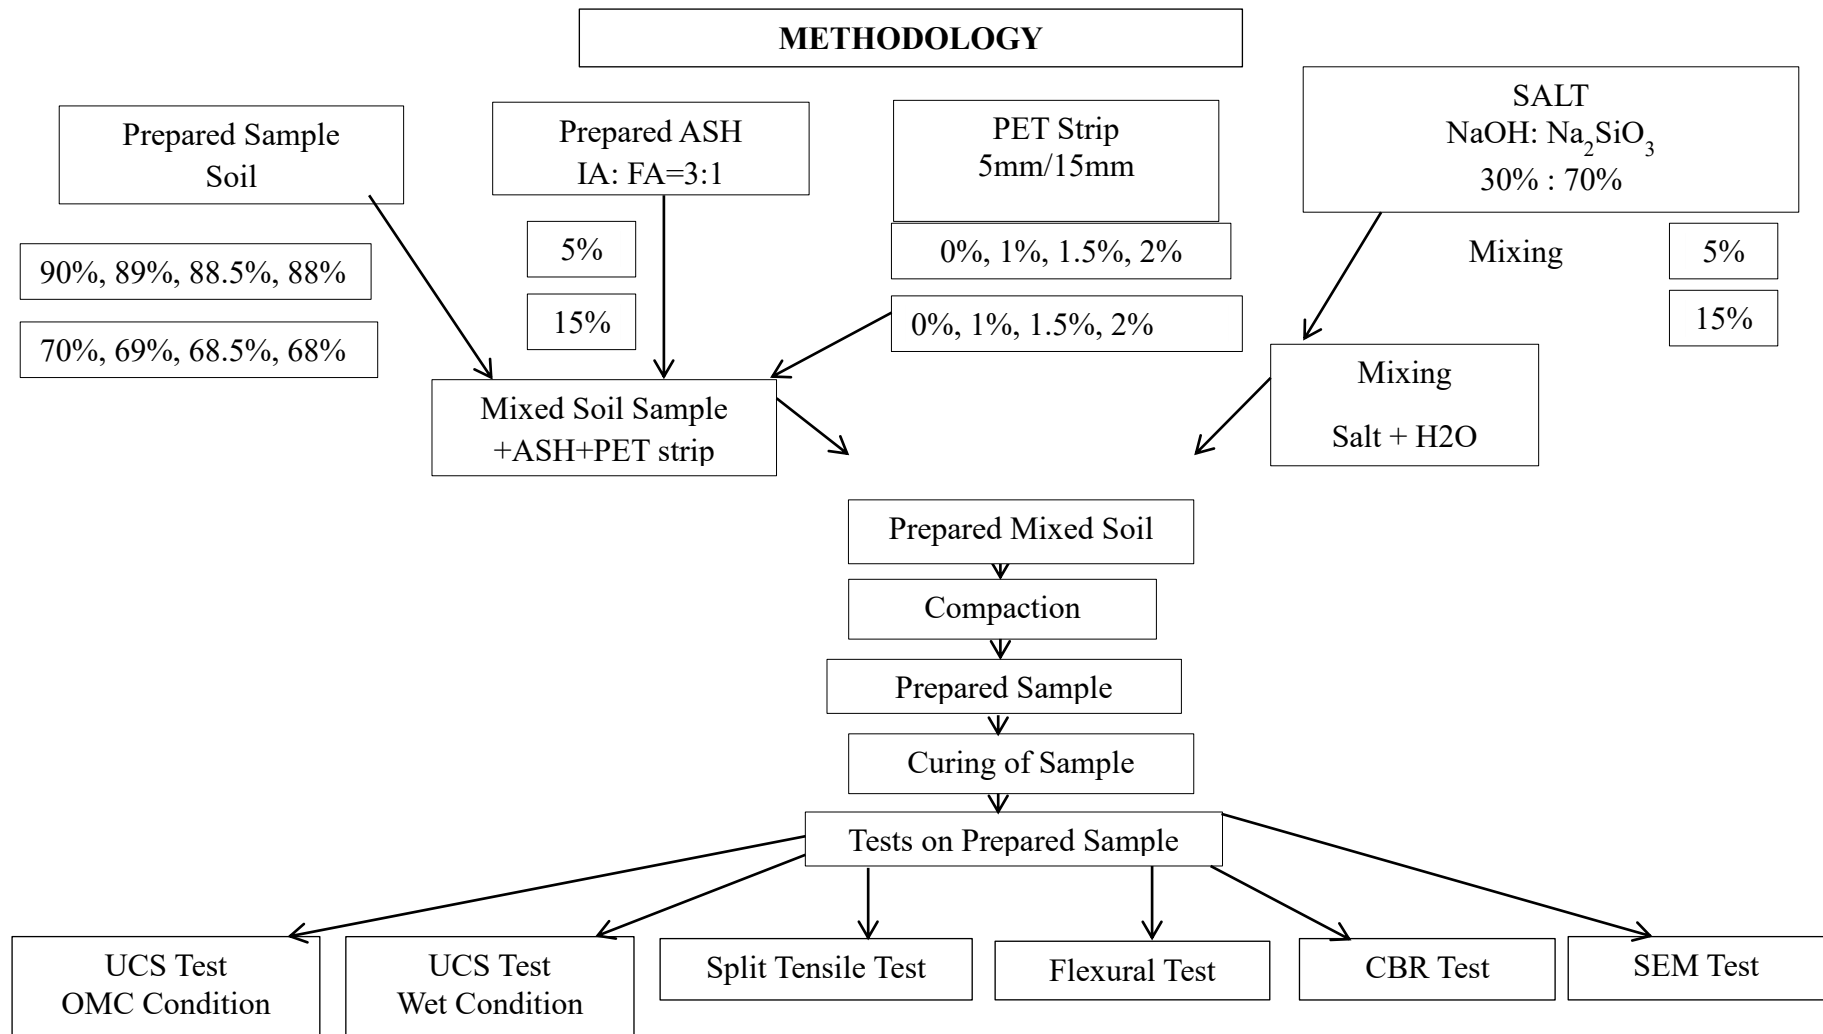 METHODOLOGY
Prepared Sample
Soil
Prepared ASH
IA: FA=3:1
PET Strip
5mm/15mm
SALT
NaOH: Na₂SiO₃
30% : 70%
90%, 89%, 88.5%, 88%
70%, 69%, 68.5%, 68%
5%
15%
0%, 1%, 1.5%, 2%
0%, 1%, 1.5%, 2%
Mixing
5%
15%
Mixed Soil Sample
+ASH+PET strip
Mixing
Salt + H2O
Prepared Mixed Soil
Compaction
Prepared Sample
Curing of Sample
Tests on Prepared Sample
UCS Test
OMC Condition
UCS Test
Wet Condition
Split Tensile Test
Flexural Test
CBR Test
SEM Test